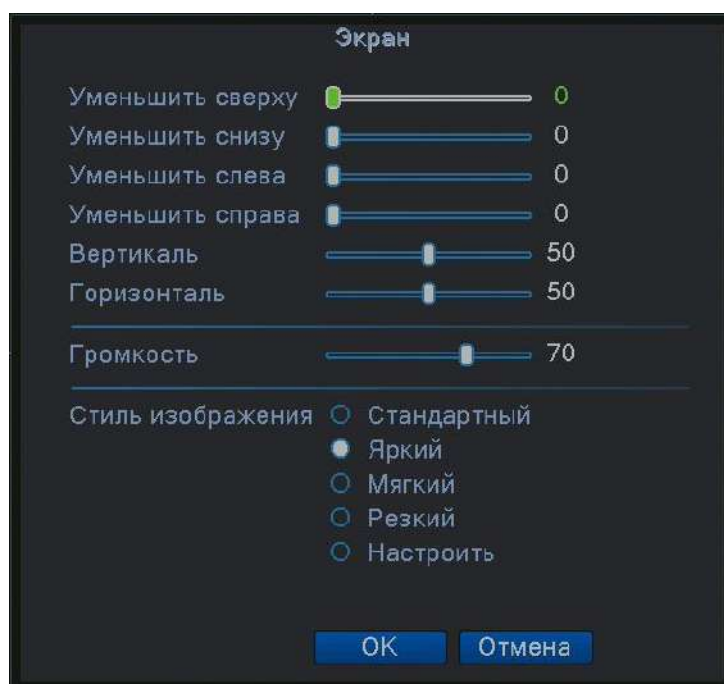 Экран
Уменьшить сверху 0
Уменьшить снизу 0
Уменьшить слева 0
Уменьшить справа 0
Вертикаль 50
Горизонталь 50
Громкость 70
Стиль изображения Стандартный
Яркий
Мягкий
Резкий
Настроить
OK Отмена